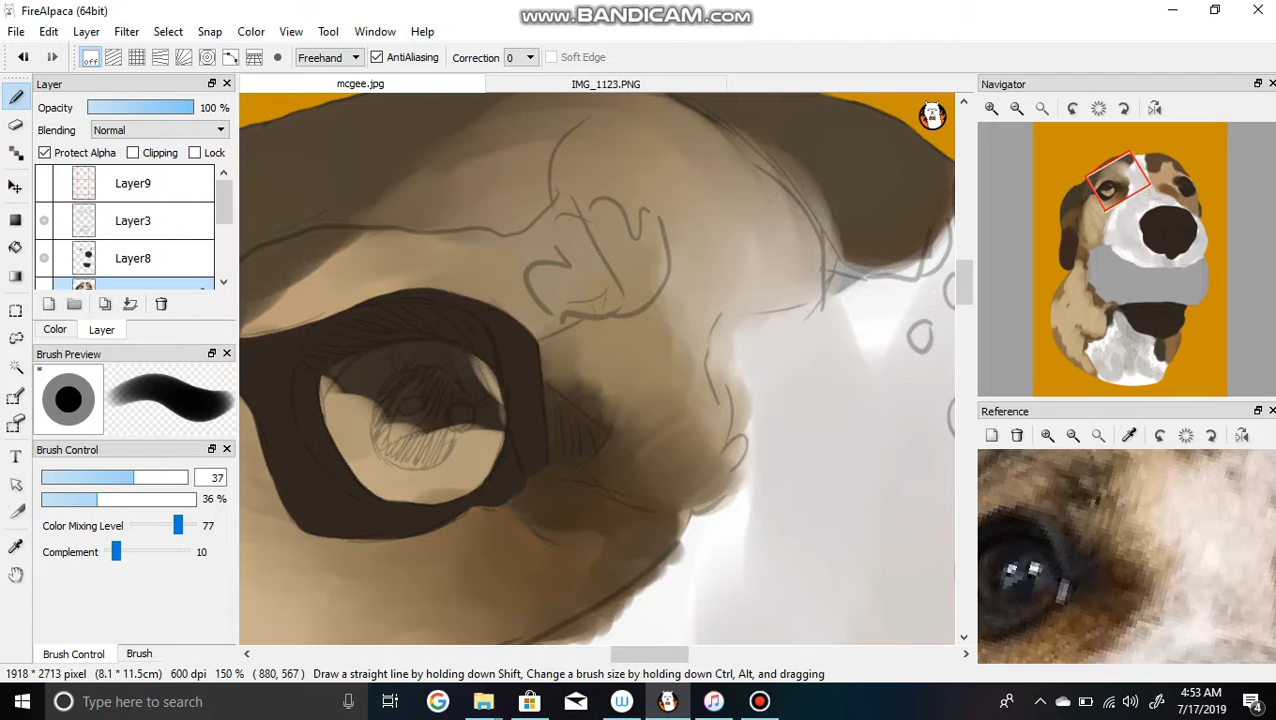 FireAlpaca (64bit)
www.BANDICAM.com
File Edit Layer Filter Select Snap Color View Tool Window Help
off Freehand AntiAliasing Correction 0 Soft Edge
Layer mcgee.jpg IMG_1123.PNG Navigator
Opacity 100 %
Blending Normal
Protect Alpha Clipping Lock
Layer9
Layer3
Layer8
Color Layer
Brush Preview
*
Reference
Brush Control
37
36 %
Color Mixing Level 77
Complement 10
Brush Control Brush
1918 * 2713 pixel (8.1 * 11.5cm) 600 dpi 150 % ( 880, 567) Draw a straight line by holding down Shift, Change a brush size by holding down Ctrl, Alt, and dragging
Type here to search
4:53 AM
7/17/2019
4